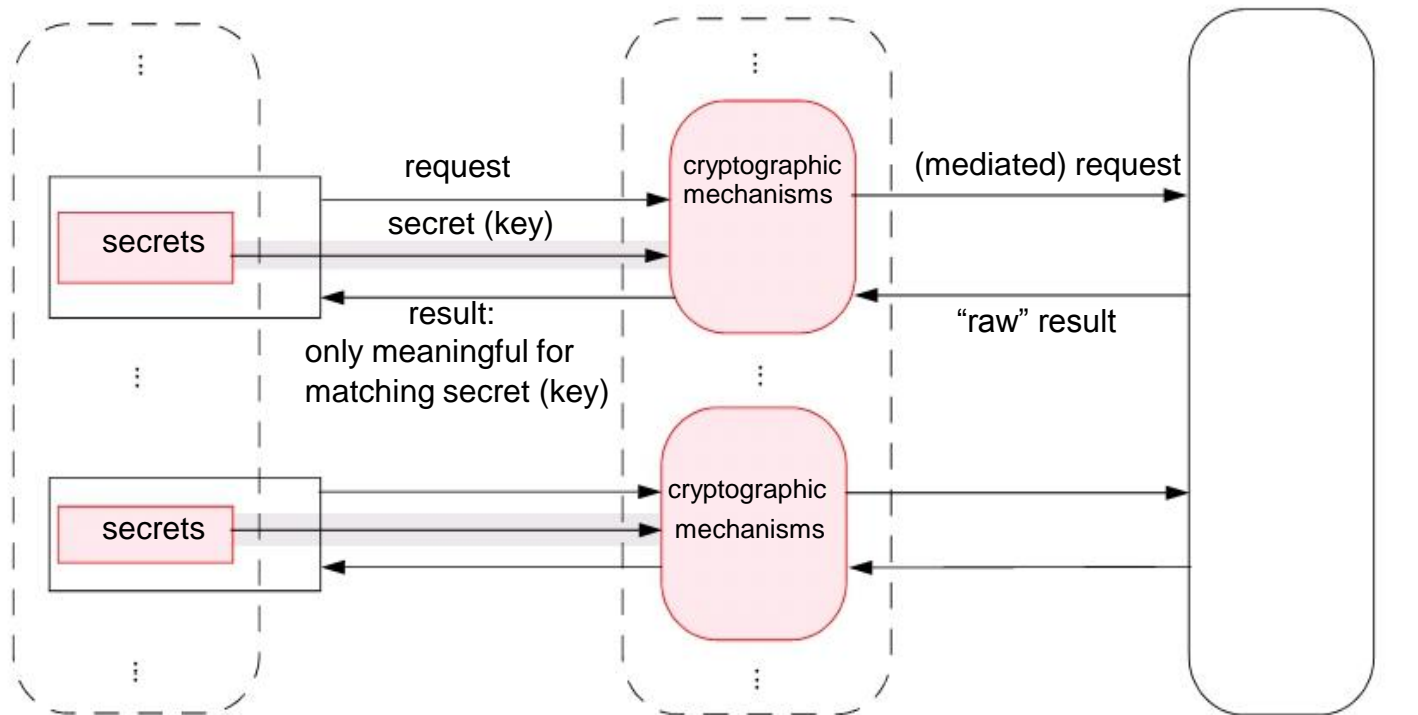 request
cryptographic
mechanisms
(mediated) request
secrets
secret (key)
result:
only meaningful for
matching secret (key)
“raw” result
secrets
cryptographic
mechanisms